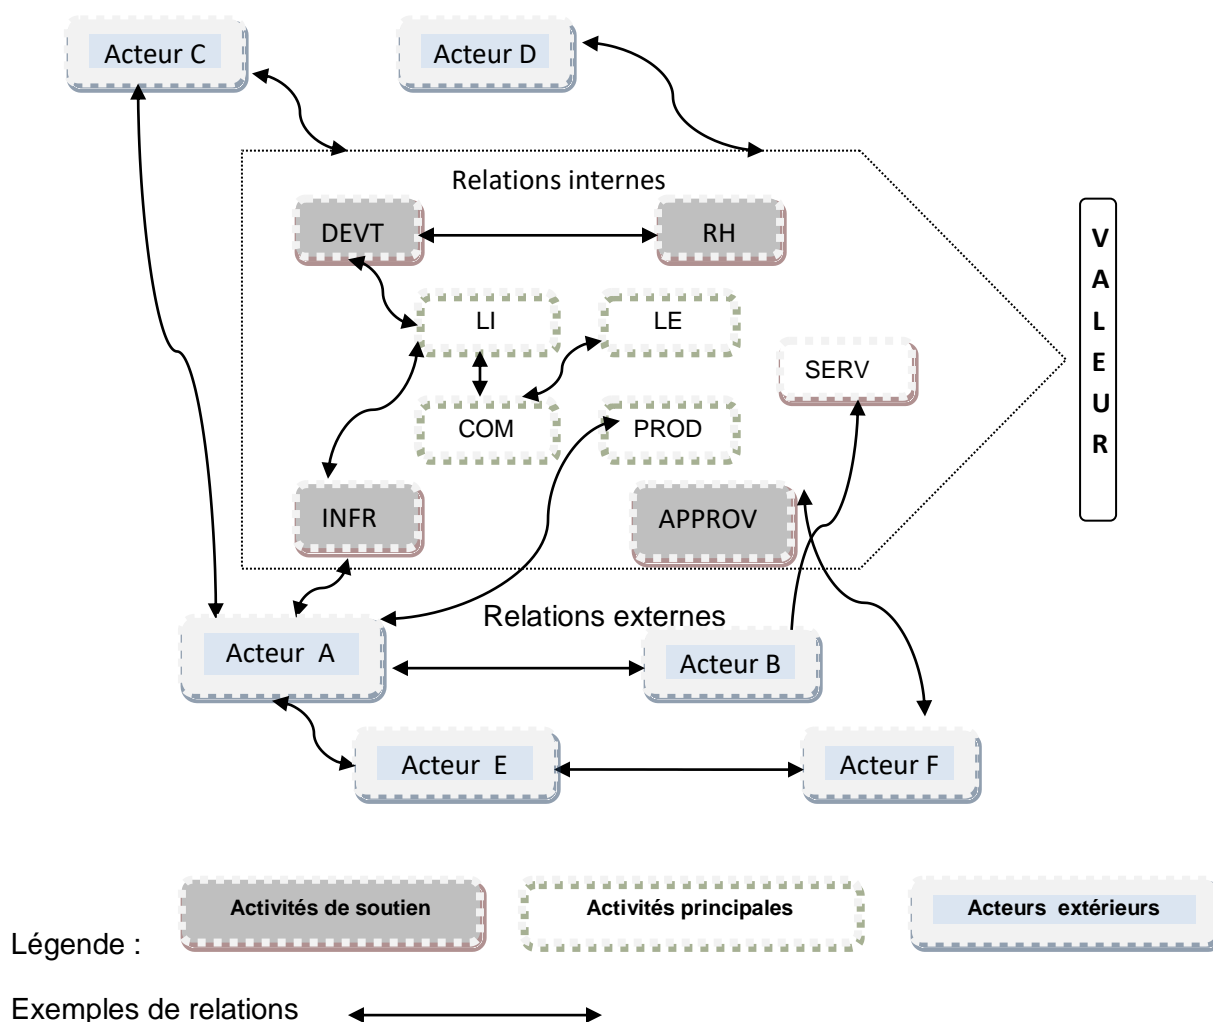 Acteur C
Acteur D
Relations internes
DEVT
RH
LI
LE
SERV
COM
PROD
INFR
APPROV
VALEUR
Relations externes
Acteur A
Acteur B
Acteur E
Acteur F
Activités de soutien
Activités principales
Acteurs extérieurs
Légende :
Exemples de relations